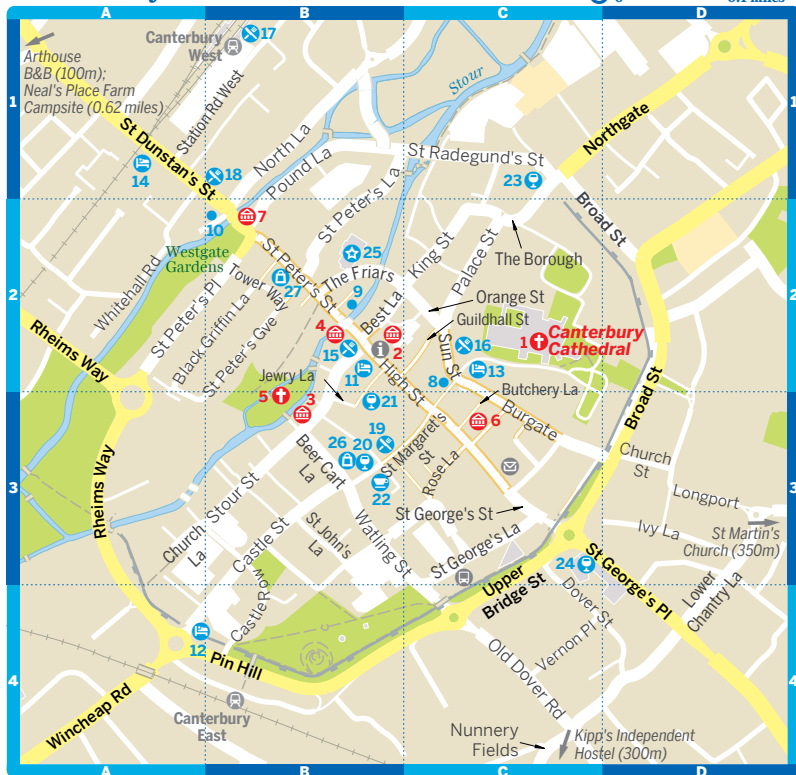 0.1 miles
A
B
C
D
1
2
3
4
1
2
3
4
A
B
C
D
Canterbury
West
17
Arthouse
B&B (100m);
Neal's Place Farm
Campsite (0.62 miles)
Station Rd West
St Dunstan's St
14
18
North La
Pound La
Stour
St Radegund's St
23
Northgate
Broad St
10
7
Westgate
Gardens
St Peter's La
25
The Friars
9
King St
Palace St
The Borough
Whitehall Rd
St Peter's Pl
Tower Way
27
St Peter's St
Best La
Orange St
Guildhall St
Black Griffin La
St Peter's Gve
4
15
2
Sun St
16
1
Canterbury
Cathedral
Rheims Way
11
8
13
High St
Butchery La
Jewry La
5
3
21
6
Burgate
Broad St
Rheims Way
19
26
20
22
Beer Cart
La
St Margaret's
St
Rose La
Church
St
Longport
Stour St
Church
La
Castle St
St John's
La
Watling St
St George's St
St George's La
Ivy La
St Martin's
Church (350m)
24
St George's Pl
Upper
Bridge St
Dover St
Lower
Chantry La
Castle Row
12
Pin Hill
Vernon Pl
Old Dover Rd
Wincheap Rd
Canterbury
East
Nunnery
Fields
Kipp's Independent
Hostel (300m)